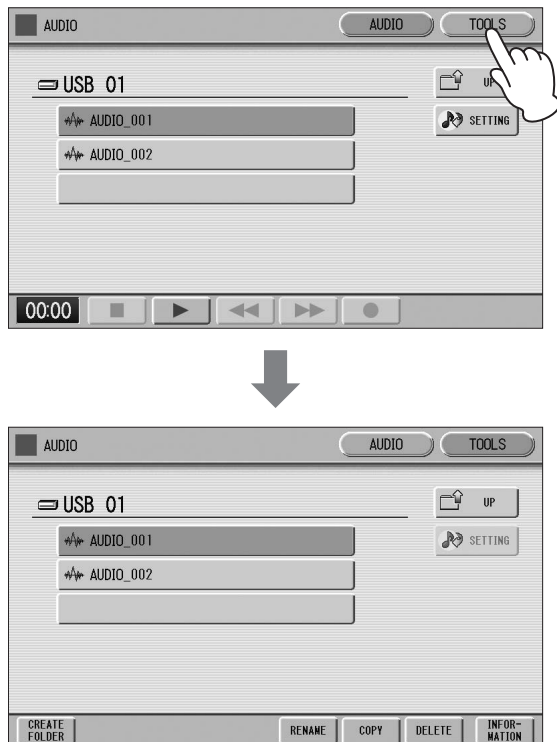 AUDIO AUDIO TOOLS
USB 01
UP
AUDIO_001
SETTING
AUDIO_002
00:00
AUDIO AUDIO TOOLS
USB 01
UP
AUDIO_001
SETTING
AUDIO_002
CREATE
FOLDER
RENAME COPY DELETE
INFOR-
MATION